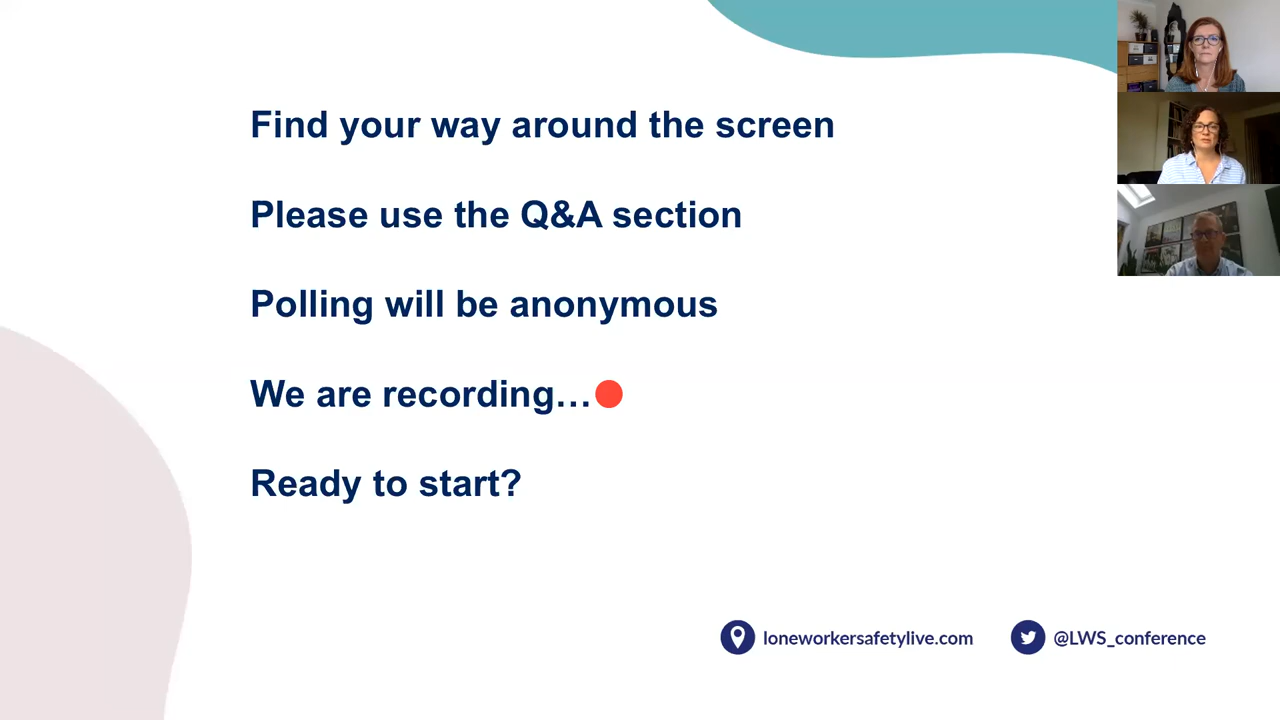 Find your way around the screen
Please use the Q&A section
Polling will be anonymous
We are recording…
Ready to start?
loneworkersafetylive.com
@LWS_conference